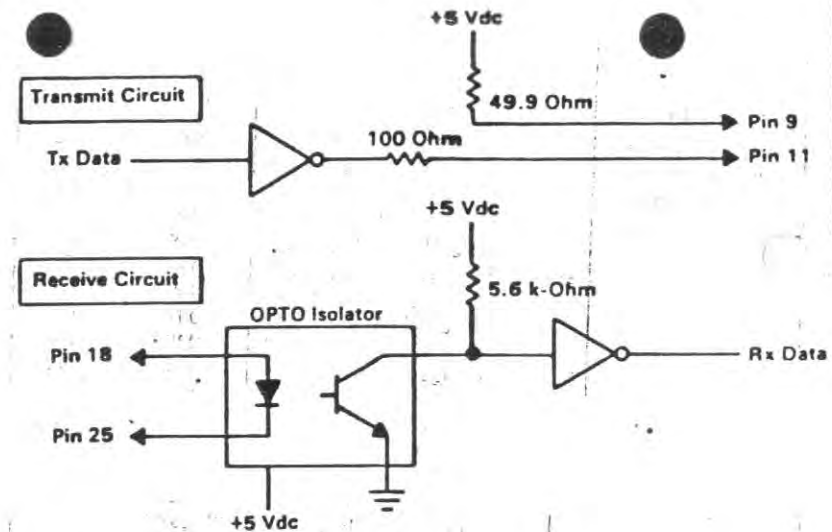 +5 Vdc
Transmit Circuit
49.9 Ohm
Pin 9
100 Ohm
Tx Data
Pin 11
+5 Vdc
Receive Circuit
5.6 k-Ohm
OPTO Isolator
Pin 18
Rx Data
Pin 25
+5 Vdc